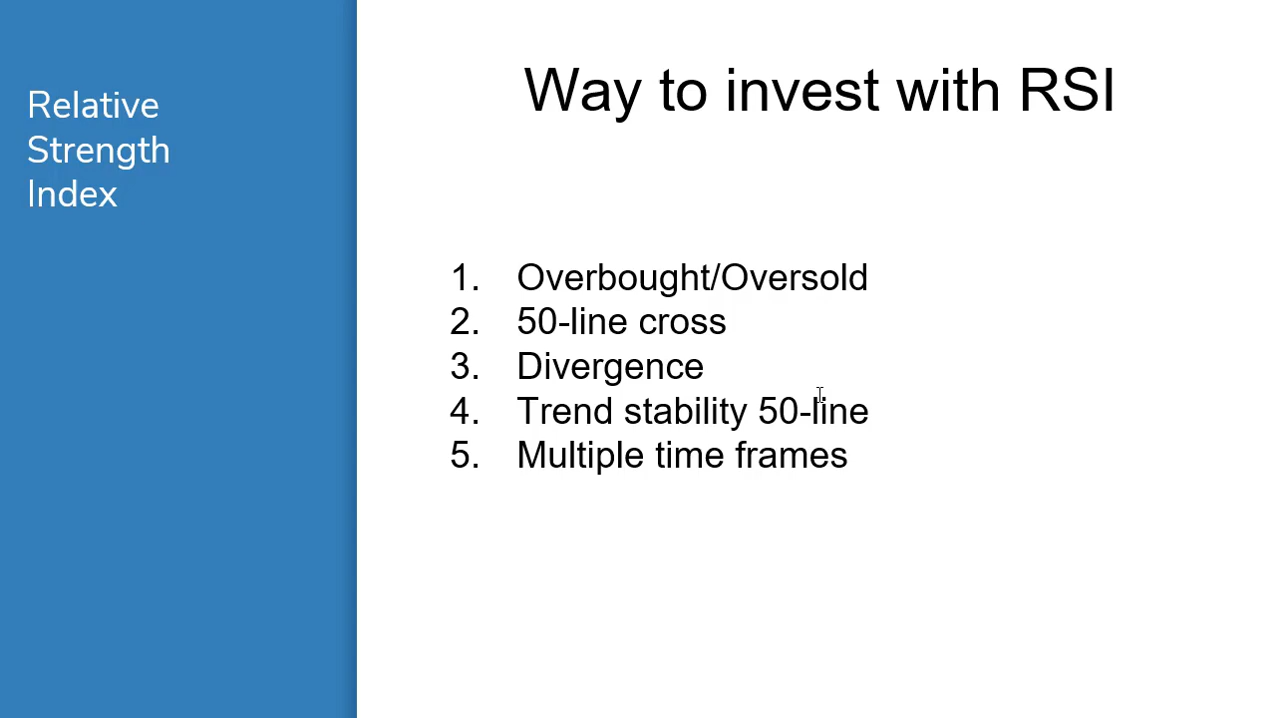 Relative
Strength
Index
Way to invest with RSI
1. Overbought/Oversold
2. 50-line cross
3. Divergence
4. Trend stability 50-line
5. Multiple time frames